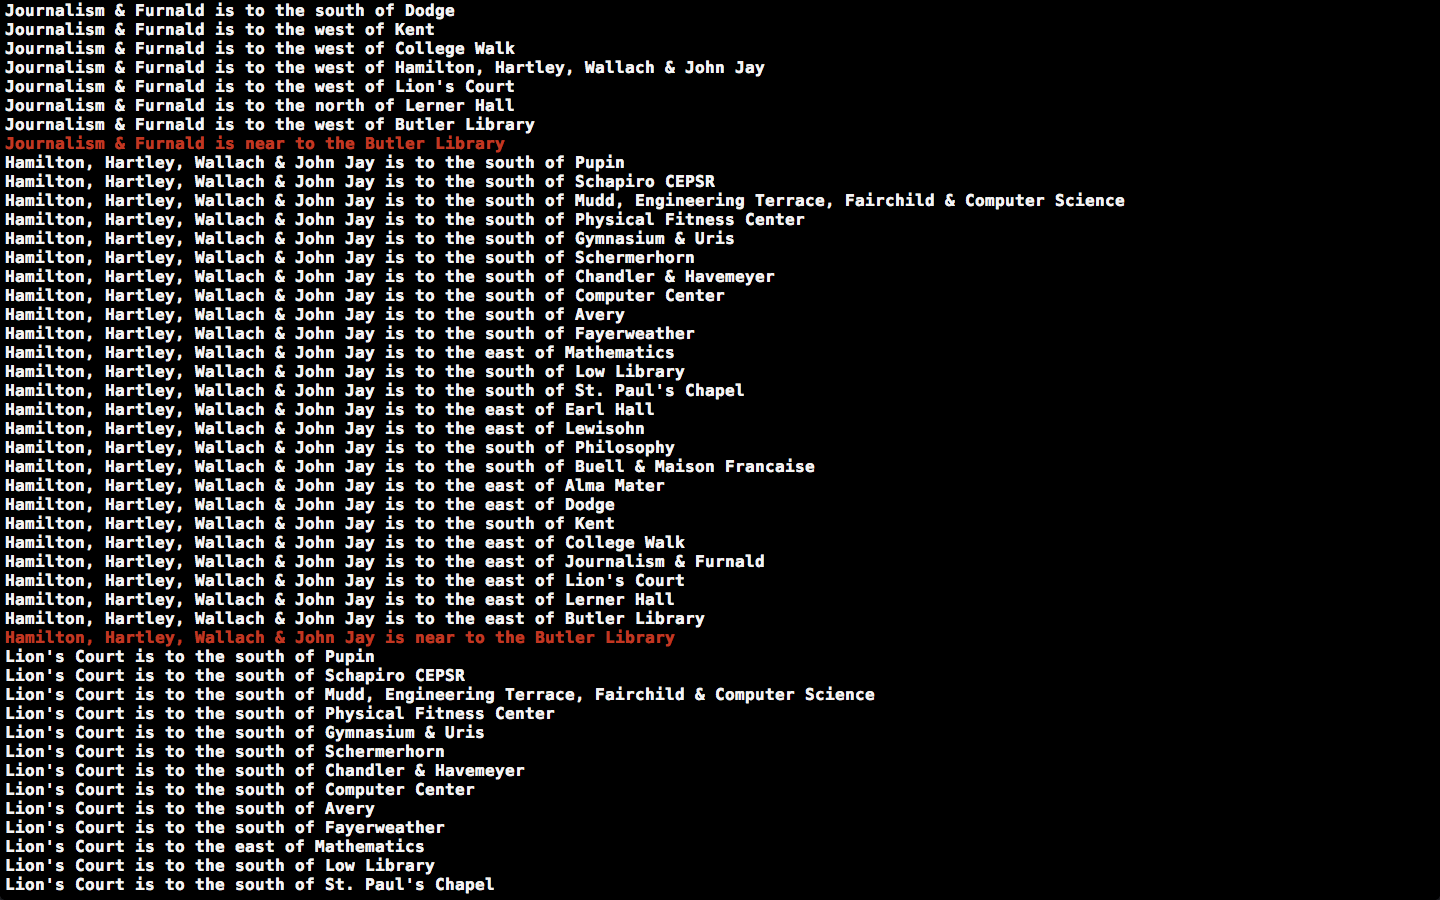 Journalism & Furnald is to the south of Dodge
Journalism & Furnald is to the west of Kent
Journalism & Furnald is to the west of College Walk
Journalism & Furnald is to the west of Hamilton, Hartley, Wallach & John Jay
Journalism & Furnald is to the west of Lion's Court
Journalism & Furnald is to the north of Lerner Hall
Journalism & Furnald is to the west of Butler Library
Journalism & Furnald is near to the Butler Library
Hamilton, Hartley, Wallach & John Jay is to the south of Pupin
Hamilton, Hartley, Wallach & John Jay is to the south of Schapiro CEPSR
Hamilton, Hartley, Wallach & John Jay is to the south of Mudd, Engineering Terrace, Fairchild & Computer Science
Hamilton, Hartley, Wallach & John Jay is to the south of Physical Fitness Center
Hamilton, Hartley, Wallach & John Jay is to the south of Gymnasium & Uris
Hamilton, Hartley, Wallach & John Jay is to the south of Schermerhorn
Hamilton, Hartley, Wallach & John Jay is to the south of Chandler & Havemeyer
Hamilton, Hartley, Wallach & John Jay is to the south of Computer Center
Hamilton, Hartley, Wallach & John Jay is to the south of Avery
Hamilton, Hartley, Wallach & John Jay is to the south of Fayerweather
Hamilton, Hartley, Wallach & John Jay is to the east of Mathematics
Hamilton, Hartley, Wallach & John Jay is to the south of Low Library
Hamilton, Hartley, Wallach & John Jay is to the south of St. Paul's Chapel
Hamilton, Hartley, Wallach & John Jay is to the east of Earl Hall
Hamilton, Hartley, Wallach & John Jay is to the east of Lewisohn
Hamilton, Hartley, Wallach & John Jay is to the south of Philosophy
Hamilton, Hartley, Wallach & John Jay is to the south of Buell & Maison Francaise
Hamilton, Hartley, Wallach & John Jay is to the east of Alma Mater
Hamilton, Hartley, Wallach & John Jay is to the east of Dodge
Hamilton, Hartley, Wallach & John Jay is to the south of Kent
Hamilton, Hartley, Wallach & John Jay is to the east of College Walk
Hamilton, Hartley, Wallach & John Jay is to the east of Journalism & Furnald
Hamilton, Hartley, Wallach & John Jay is to the east of Lion's Court
Hamilton, Hartley, Wallach & John Jay is to the east of Lerner Hall
Hamilton, Hartley, Wallach & John Jay is to the east of Butler Library
Hamilton, Hartley, Wallach & John Jay is near to the Butler Library
Lion's Court is to the south of Pupin
Lion's Court is to the south of Schapiro CEPSR
Lion's Court is to the south of Mudd, Engineering Terrace, Fairchild & Computer Science
Lion's Court is to the south of Physical Fitness Center
Lion's Court is to the south of Gymnasium & Uris
Lion's Court is to the south of Schermerhorn
Lion's Court is to the south of Chandler & Havemeyer
Lion's Court is to the south of Computer Center
Lion's Court is to the south of Avery
Lion's Court is to the south of Fayerweather
Lion's Court is to the east of Mathematics
Lion's Court is to the south of Low Library
Lion's Court is to the south of St. Paul's Chapel